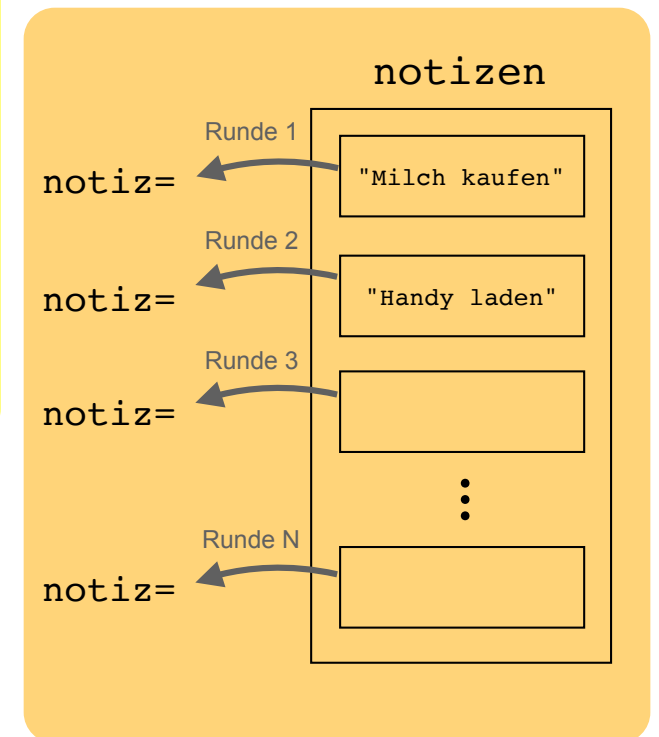 notizen
Runde 1
notiz=
"Milch kaufen"
Runde 2
notiz=
"Handy laden"
Runde 3
notiz=
Runde N
notiz=